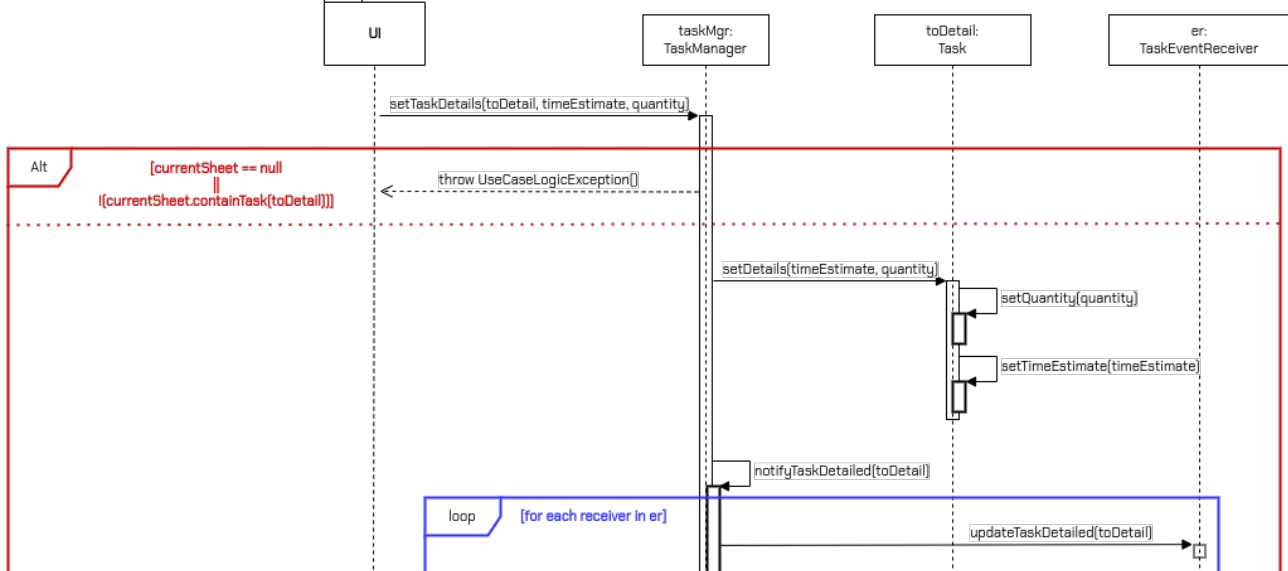 UI
taskMgr:
TaskManager
toDetail:
Task
er:
TaskEventReceiver
setTaskDetails(toDetail, timeEstimate, quantity)
Alt
[currentSheet == null
||
!(currentSheet.containTask(toDetail))]
throw UseCaseLogicException()
setDetails(timeEstimate, quantity)
setQuantity(quantity)
setTimeEstimate(timeEstimate)
notifyTaskDetailed(toDetail)
loop
[for each receiver in er]
updateTaskDetailed(toDetail)